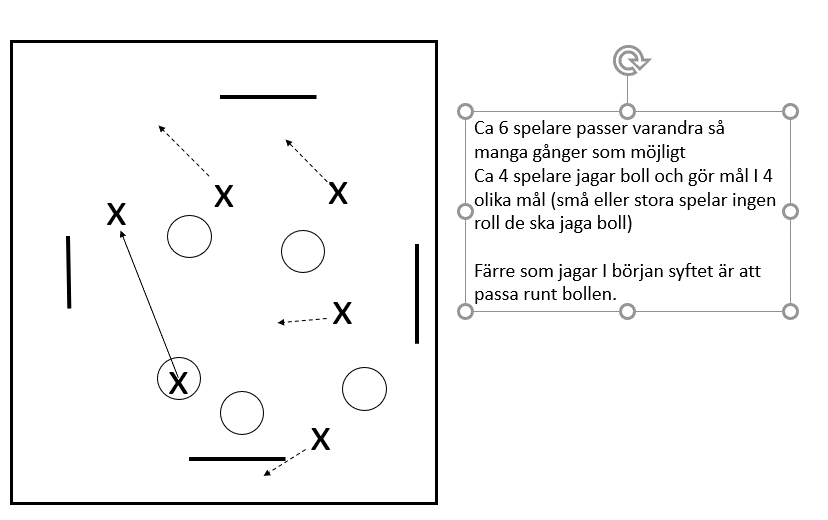 X
X
X
X
X
X
Ca 6 spelare passer varandra så
manga gånger som möjligt
Ca 4 spelare jagar boll och gör mål I 4
olika mål (små eller stora spelar ingen
roll de ska jaga boll)
Färre som jagar I början syftet är att
passa runt bollen.